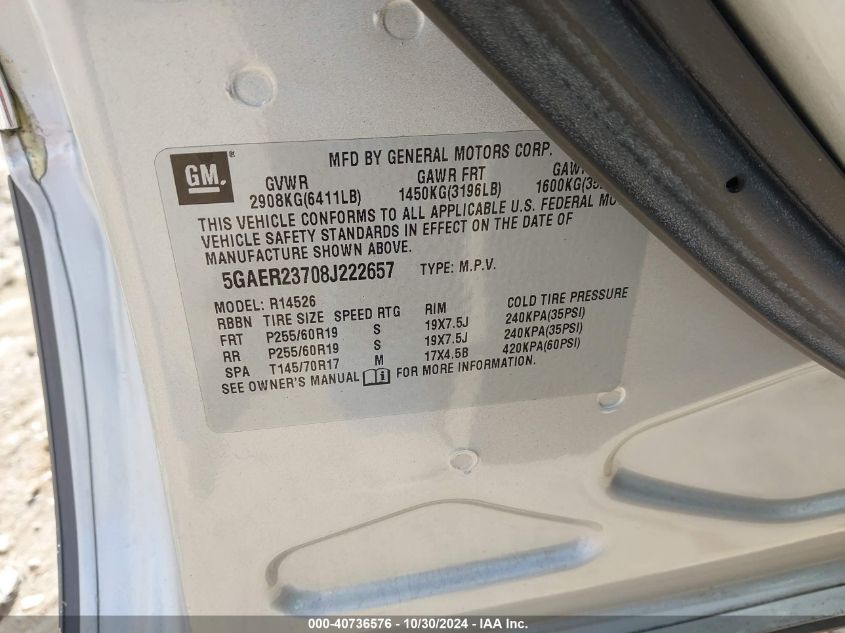 GM®
MFD BY GENERAL MOTORS CORP.
GVWR GAWR FRT
2908KG(6411LB) 1450KG(3196LB) 1600KG
THIS VEHICLE CONFORMS TO ALL APPLICABLE U.S. FEDERAL
VEHICLE SAFETY STANDARDS IN EFFECT ON THE DATE OF
MANUFACTURE SHOWN ABOVE.
5GAER23708J222657 TYPE: M.P.V.
MODEL: R14526
RBBN TIRE SIZE SPEED RTG RIM COLD TIRE PRESSURE
FRT P255/60R19 S 19X7.5J 240KPA(35PSI)
RR P255/60R19 S 19X7.5J 240KPA(35PSI)
SPA T145/70R17 M 17X4.5B 420KPA(60PSI)
SEE OWNER'S MANUAL i FOR MORE INFORMATION.
000-40736576 - 10/30/2024 - IAA Inc.